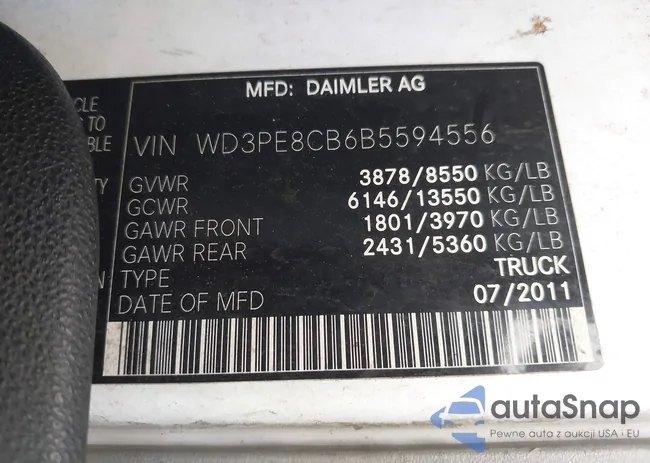 MFD: DAIMLER AG
TO
VIN WD3PE8CB6B5594556
GVWR 3878/8550 KG/LB
GCWR 6146/13550 KG/LB
GAWR FRONT 1801/3970 KG/LB
GAWR REAR 2431/5360 KG/LB
TYPE TRUCK
DATE OF MFD 07/2011
autaSnap
Pewne auta z aukcji USA i EU